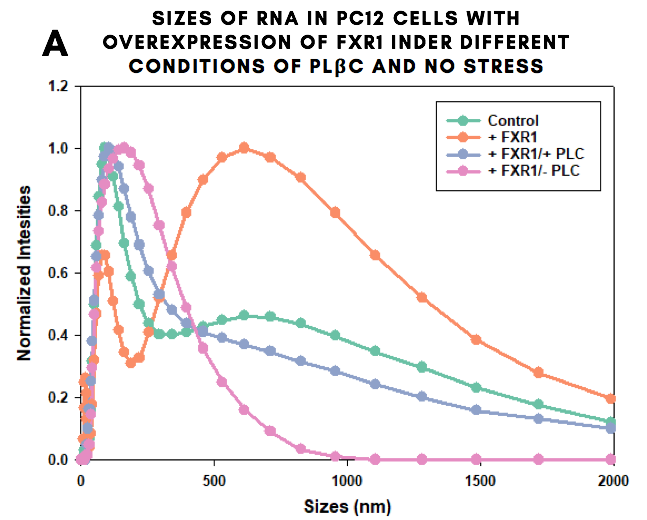 SIZES OF RNA IN PC12 CELLS WITH
OVEREXPRESSION OF FXR1 INDER DIFFERENT
CONDITIONS OF PLβC AND NO STRESS
A
1.2
1.0
0.8
0.6
0.4
0.2
0.0
Normalized Intesities
Control
+ FXR1
+ FXR1/+ PLC
+ FXR1/- PLC
0
500
1000
1500
2000
Sizes (nm)